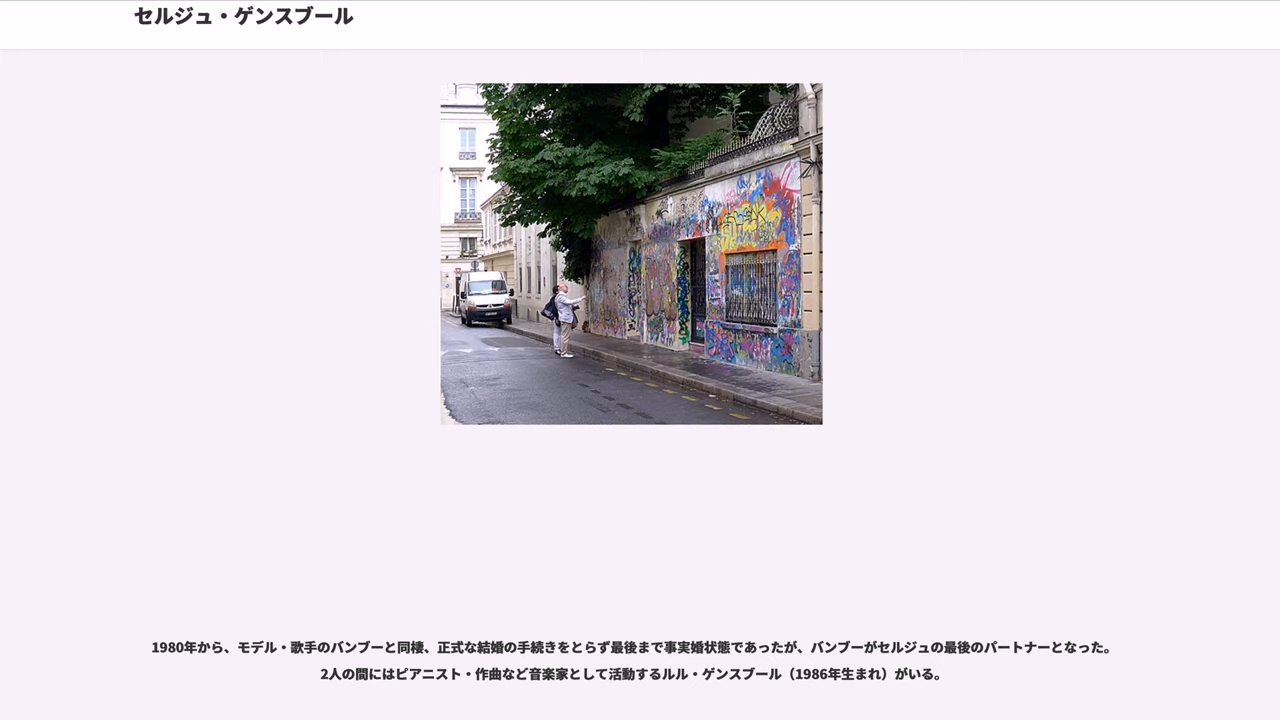 セルジュ・ゲンスブール
1980年から、モデル・歌手のバンブーと同棲、正式な結婚の手続きをとらず最後まで事実婚状態であったが、バンブーがセルジュの最後のパートナーとなった。
2人の間にはピアニスト・作曲など音楽家として活動するルル・ゲンスブール（1986年生まれ）がいる。